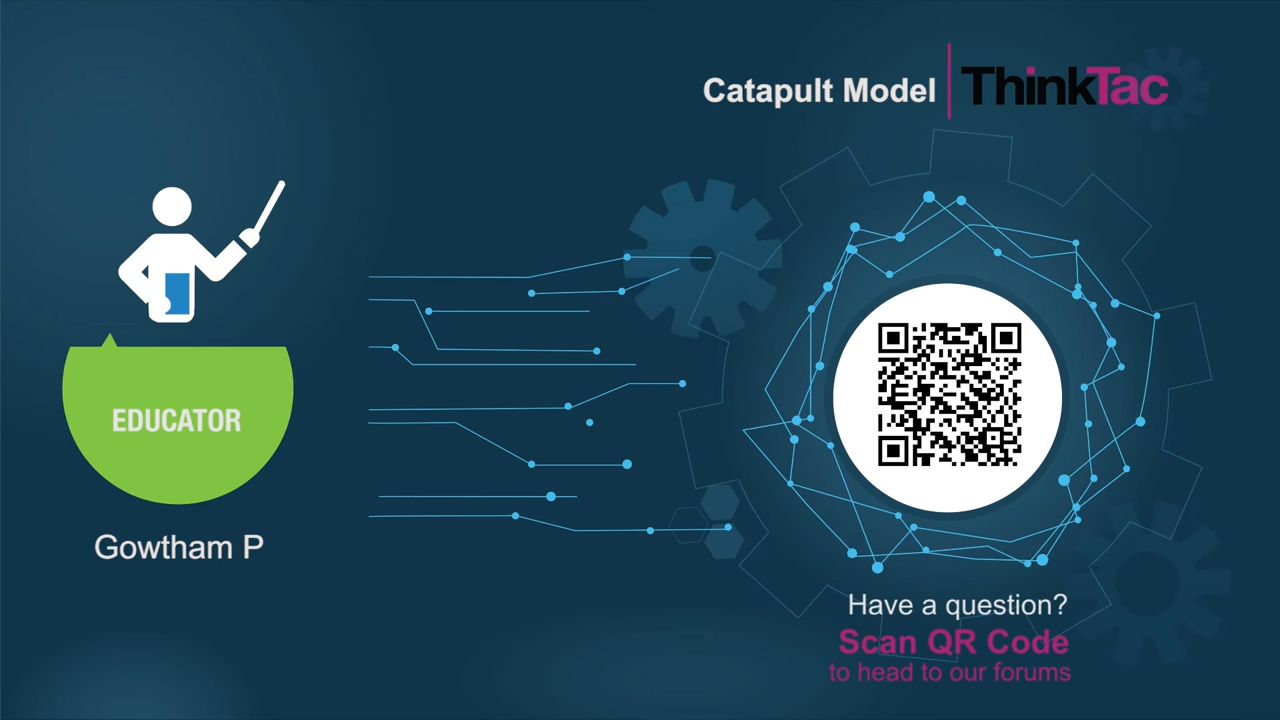 Catapult Model
ThinkTac
EDUCATOR
Gowtham P
Have a question?
Scan QR Code
to head to our forums